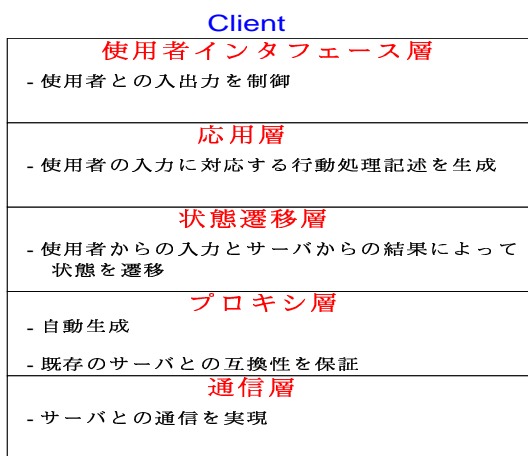 Client
使用者インタフェース層
- 使用者との入出力を制御
応用層
- 使用者の入力に対応する行動処理記述を生成
状態遷移層
- 使用者からの入力とサーバからの結果によって
状態を遷移
プロキシ層
- 自動生成
- 既存のサーバとの互換性を保証
通信層
- サーバとの通信を実現